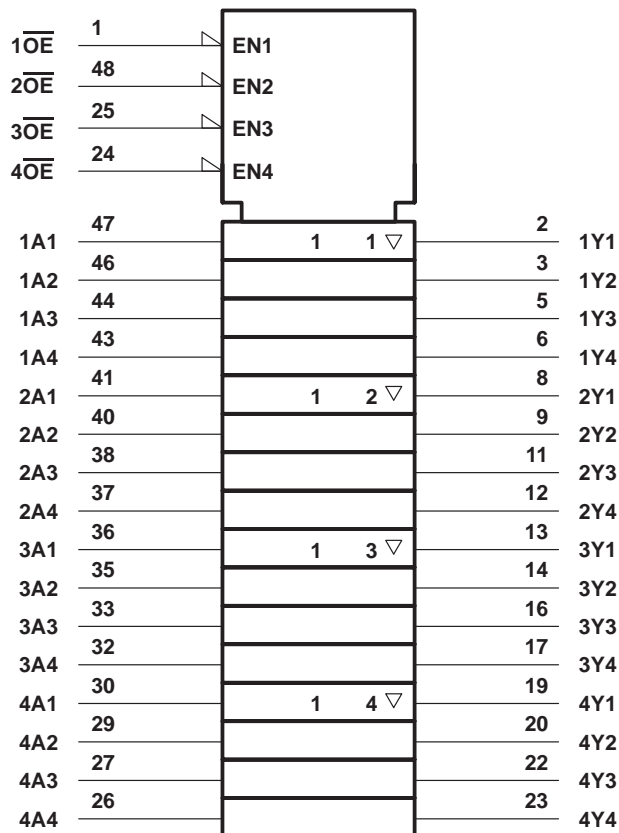 1O̅E̅ 1 EN1
2O̅E̅ 48 EN2
3O̅E̅ 25 EN3
4O̅E̅ 24 EN4
1A1 47 1 1 ▽ 2 1Y1
1A2 46 3 1Y2
1A3 44 5 1Y3
1A4 43 6 1Y4
2A1 41 1 2 ▽ 8 2Y1
2A2 40 9 2Y2
2A3 38 11 2Y3
2A4 37 12 2Y4
3A1 36 1 3 ▽ 13 3Y1
3A2 35 14 3Y2
3A3 33 16 3Y3
3A4 32 17 3Y4
4A1 30 1 4 ▽ 19 4Y1
4A2 29 20 4Y2
4A3 27 22 4Y3
4A4 26 23 4Y4